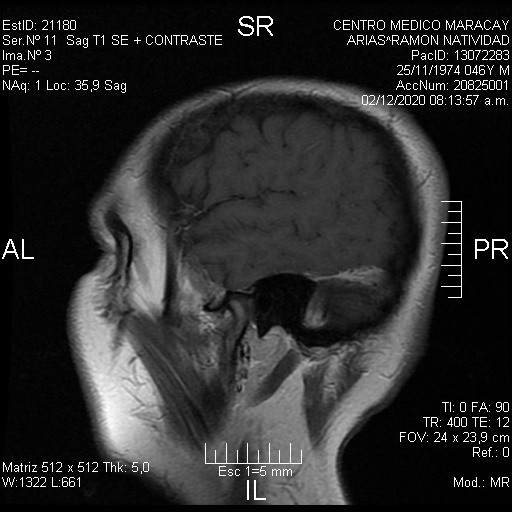 EstID: 21180
Ser.Nº 11 Sag T1 SE + CONTRASTE
Ima.Nº 3
PE= --
NAq: 1 Loc: 35,9 Sag
SR
CENTRO MEDICO MARACAY
ARIAS^RAMON NATIVIDAD
PacID: 13072283
25/11/1974 046Y M
AccNum: 20825001
02/12/2020 08:13:57 a.m.
AL
PR
TI: 0 FA: 90
TR: 400 TE: 12
FOV: 24 x 23,9 cm
Ref.: 0
Matriz 512 x 512 Thk: 5,0
W:1322 L:661
Esc 1=5 mm
IL
Mod.: MR